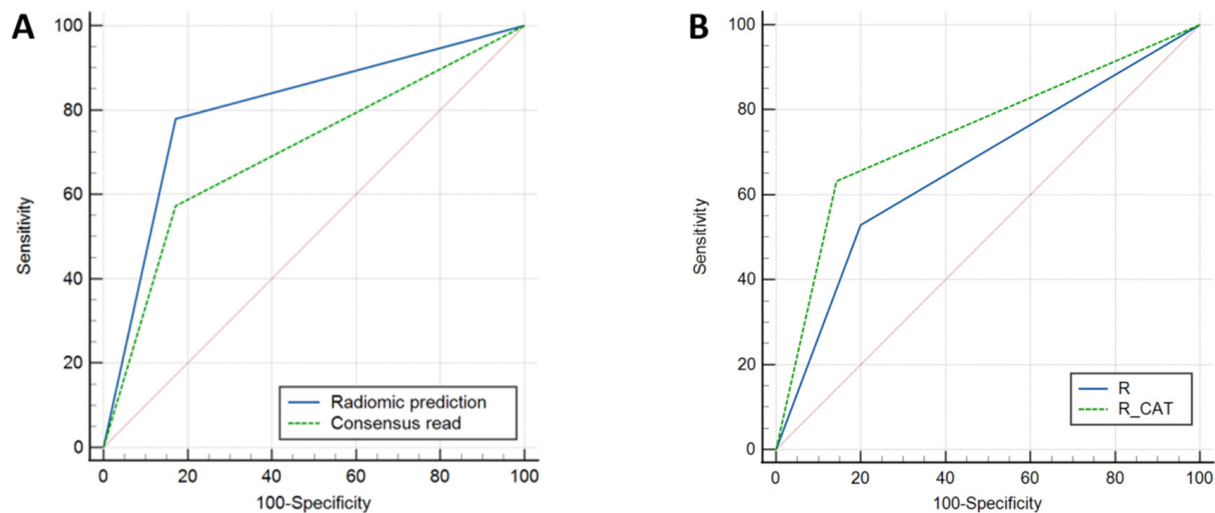 A
100
80
60
40
20
0
Sensitivity
0 20 40 60 80 100
100-Specificity
Radiomic prediction
Consensus read
B
100
80
60
40
20
0
Sensitivity
0 20 40 60 80 100
100-Specificity
R
R_CAT